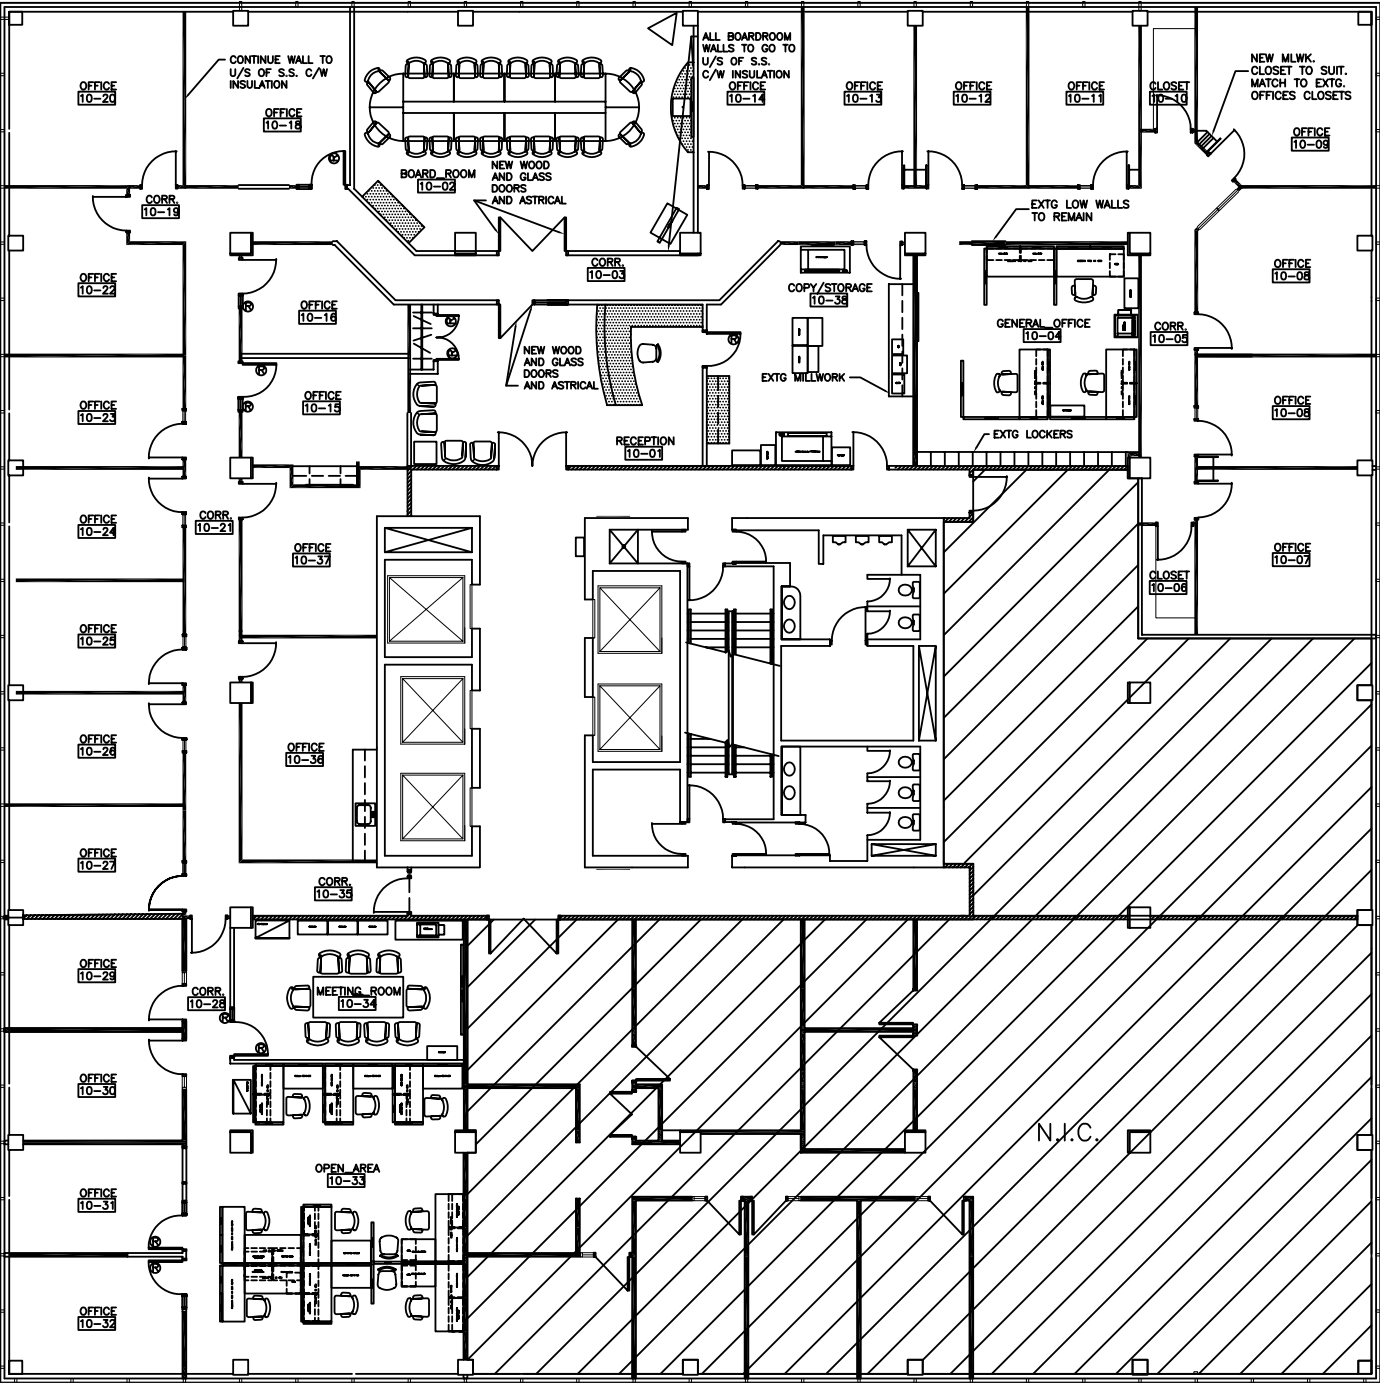 CONTINUE WALL TO
U/S OF S.S. C/W
INSULATION
ALL BOARDROOM
WALLS TO GO TO
U/S OF S.S.
C/W INSULATION
NEW MLWK.
CLOSET TO SUIT.
MATCH TO EXTG.
OFFICES CLOSETS
OFFICE
10-20
OFFICE
10-18
OFFICE
10-14
OFFICE
10-13
OFFICE
10-12
OFFICE
10-11
CLOSET
10-10
OFFICE
10-09
BOARD_ROOM
10-02
NEW WOOD
AND GLASS
DOORS
AND ASTRICAL
CORR.
10-19
EXTG LOW WALLS
TO REMAIN
CORR.
10-03
OFFICE
10-22
OFFICE
10-16
COPY/STORAGE
10-38
GENERAL_OFFICE
10-04
CORR.
10-05
OFFICE
10-08
NEW WOOD
AND GLASS
DOORS
AND ASTRICAL
EXTG MILLWORK
OFFICE
10-23
OFFICE
10-15
RECEPTION
10-01
EXTG LOCKERS
OFFICE
10-08
OFFICE
10-24
CORR.
10-21
OFFICE
10-37
OFFICE
10-07
CLOSET
10-06
OFFICE
10-25
OFFICE
10-26
OFFICE
10-36
OFFICE
10-27
CORR.
10-35
OFFICE
10-29
CORR.
10-28
MEETING_ROOM
10-34
OFFICE
10-30
N.I.C.
OPEN_AREA
10-33
OFFICE
10-31
OFFICE
10-32